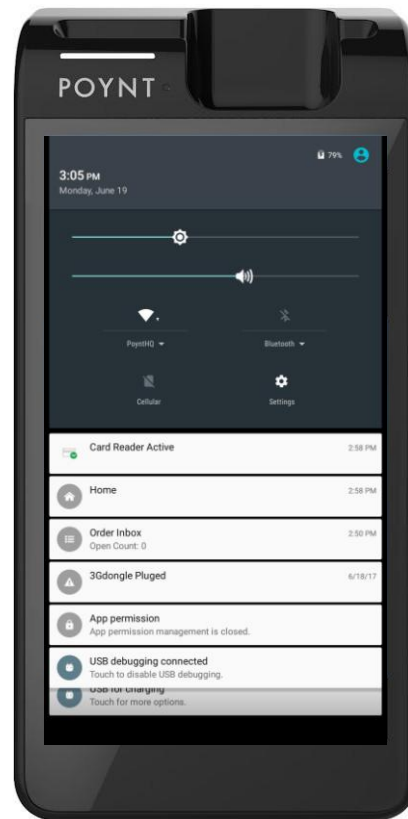 POYNT
79%
3:05 PM
Monday, June 19
PoyntHQ
Bluetooth
Cellular
Settings
Card Reader Active 2:58 PM
Home 2:58 PM
Order Inbox 2:50 PM
Open Count: 0
3Gdongle Pluged 6/18/17
App permission
App permission management is closed.
USB debugging connected
Touch to disable USB debugging.
USB for charging
Touch for more options.